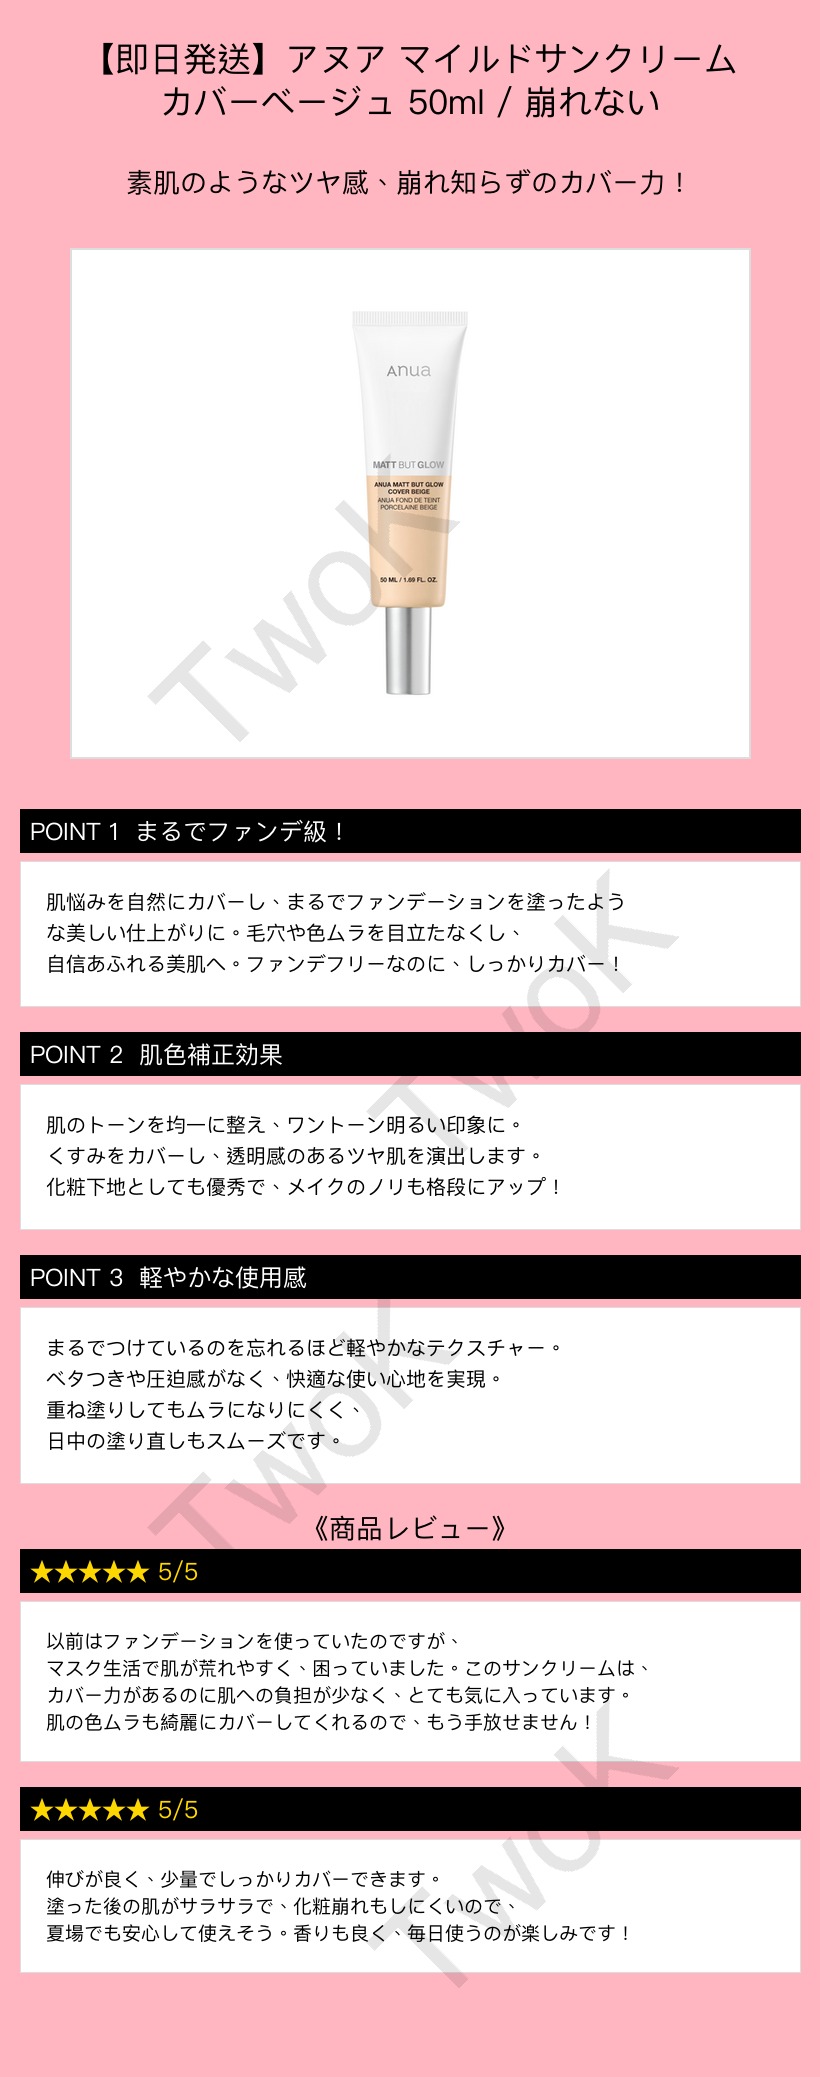 【即日発送】アヌア マイルドサンクリーム
カバーベージュ 50ml / 崩れない
素肌のようなツヤ感、崩れ知らずのカバー力！
Anua
MATT BUT GLOW
ANUA MATT BUT GLOW
COVER BEIGE
ANUA FOND DE TEINT
PORCELAINE BEIGE
50 ML / 1.69 FL. OZ.
TwoK
POINT 1 まるでファンデ級！
肌悩みを自然にカバーし、まるでファンデーションを塗ったよう
な美しい仕上がりに。毛穴や色ムラを目立たなくし、
自信あふれる美肌へ。ファンデフリーなのに、しっかりカバー！
TwoK
POINT 2 肌色補正効果
肌のトーンを均一に整え、ワントーン明るい印象に。
くすみをカバーし、透明感のあるツヤ肌を演出します。
化粧下地としても優秀で、メイクのノリも格段にアップ！
POINT 3 軽やかな使用感
まるでつけているのを忘れるほど軽やかなテクスチャー。
ベタつきや圧迫感がなく、快適な使い心地を実現。
重ね塗りしてもムラになりにくく、
日中の塗り直しもスムーズです。
TwoK
《商品レビュー》
★★★★★ 5/5
以前はファンデーションを使っていたのですが、
マスク生活で肌が荒れやすく、困っていました。このサンクリームは、
カバー力があるのに肌への負担が少なく、とても気に入っています。
肌の色ムラも綺麗にカバーしてくれるので、もう手放せません！
★★★★★ 5/5
伸びが良く、少量でしっかりカバーできます。
塗った後の肌がサラサラで、化粧崩れもしにくいので、
夏場でも安心して使えそう。香りも良く、毎日使うのが楽しみです！
TwoK